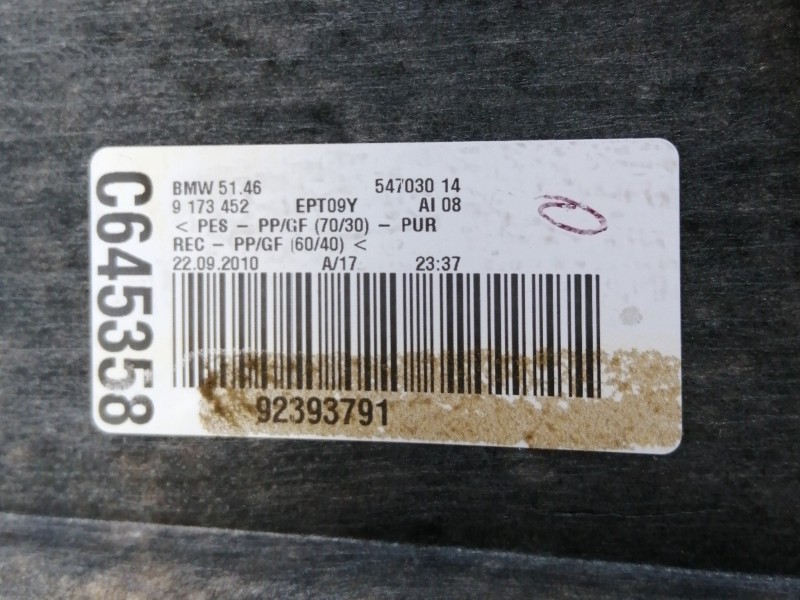 C645358
BMW 51.46 547030 14
9 173 452 EPT09Y AI 08
< PES - PP/GF (70/30) - PUR
REC - PP/GF (60/40) <
22.09.2010 A/17 23:37
92393791